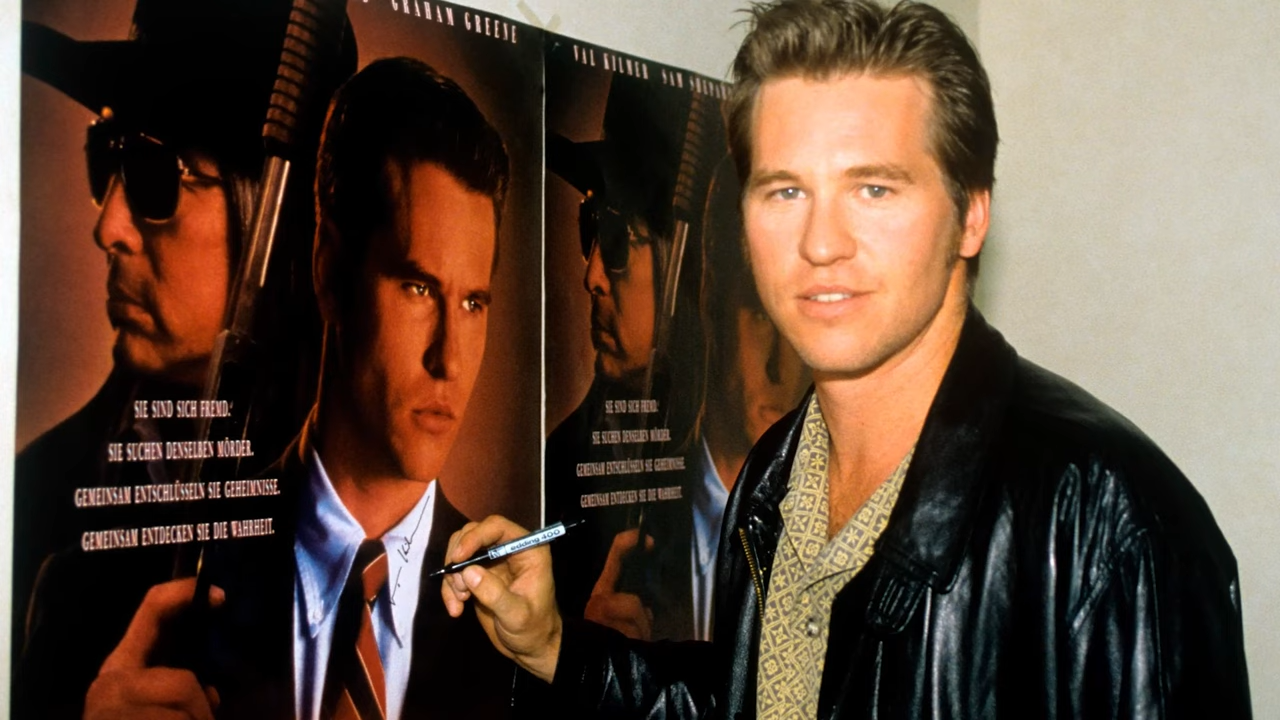 GRAHAM GREENE
VAL KILMER SAM
SIE SIND SICH FREMD.
SIE SUCHEN DENSELBEN MÖRDER.
GEMEINSAM ENTSCHLÜSSELN SIE GEHEIMNISSE.
GEMEINSAM ENTDECKEN SIE DIE WAHRHEIT.
SIE SIND SICH FREMD.
SIE SUCHEN DENSELBEN MÖRDER.
GEMEINSAM ENTSCHLÜSSELN SIE GEHEIMNISSE.
GEMEINSAM ENTDECKEN SIE DIE WAHRHEIT.
edding 400